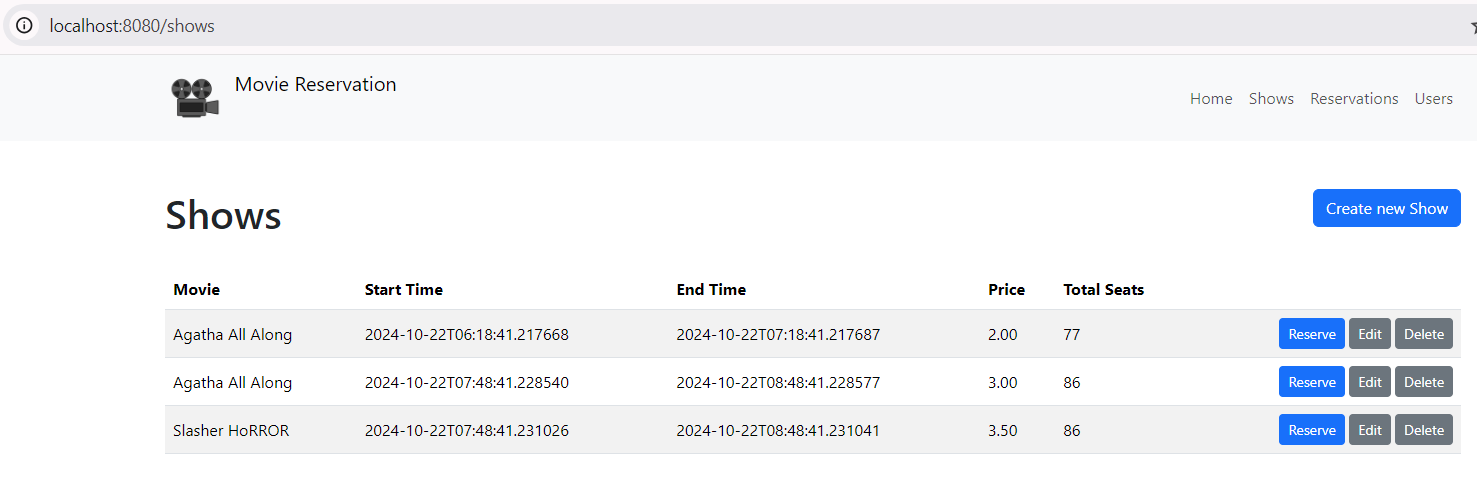 localhost:8080/shows
Movie Reservation
Home Shows Reservations Users
Shows
Create new Show
Movie Start Time End Time Price Total Seats
Agatha All Along 2024-10-22T06:18:41.217668 2024-10-22T07:18:41.217687 2.00 77 Reserve Edit Delete
Agatha All Along 2024-10-22T07:48:41.228540 2024-10-22T08:48:41.228577 3.00 86 Reserve Edit Delete
Slasher HoRROR 2024-10-22T07:48:41.231026 2024-10-22T08:48:41.231041 3.50 86 Reserve Edit Delete